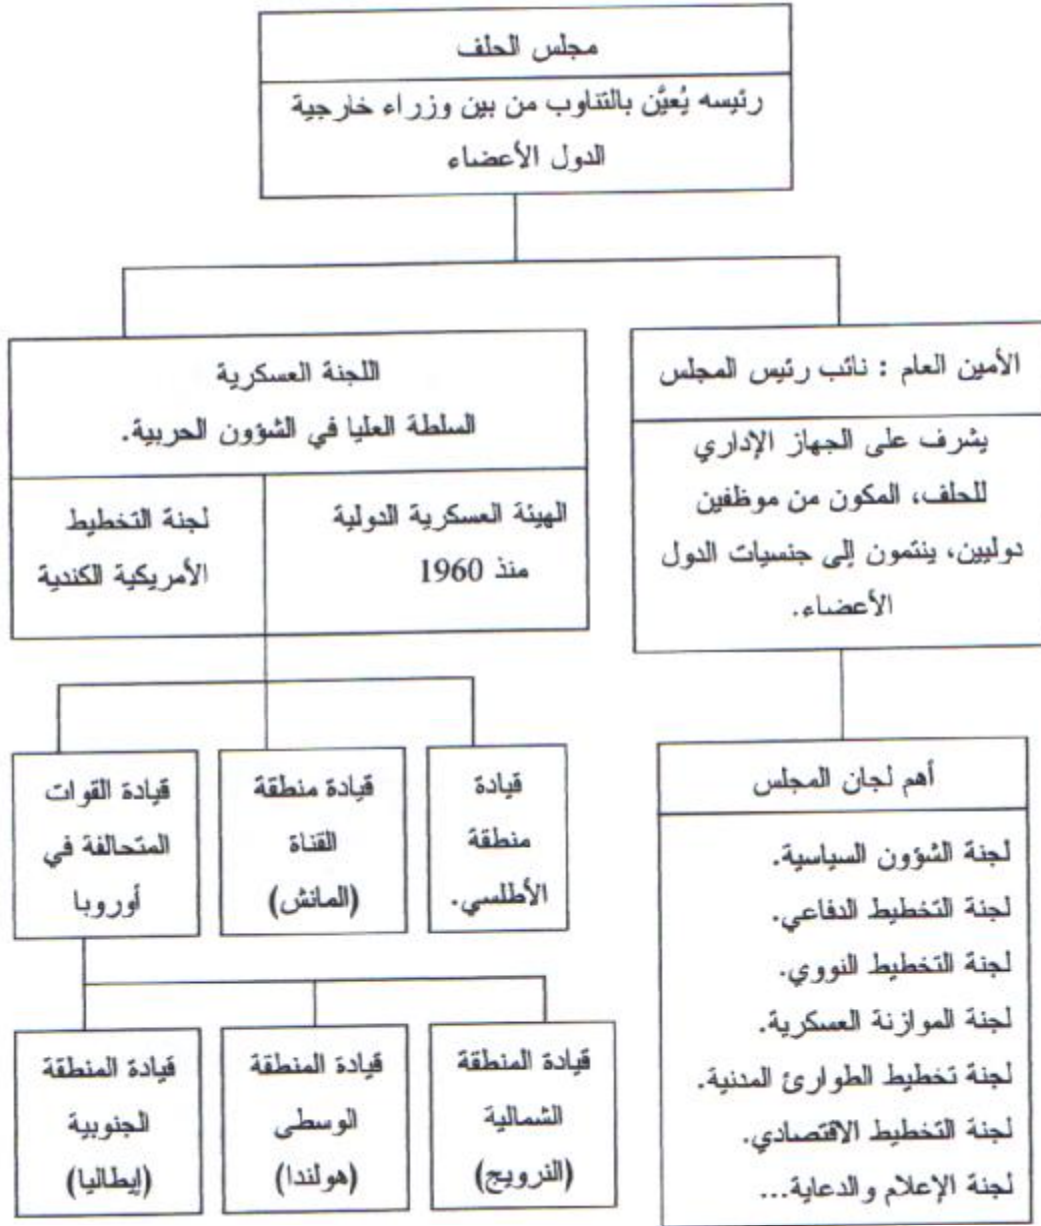 مجلس الحلف
رئيسه يُعيَّن بالتناوب من بين وزراء خارجية
الدول الأعضاء
الأمين العام : نائب رئيس المجلس
يشرف على الجهاز الإداري
للحلف، المكون من موظفين
دوليين، ينتمون إلى جنسيات الدول
الأعضاء.
اللجنة العسكرية
السلطة العليا في الشؤون الحربية.
الهيئة العسكرية الدولية
منذ 1960
لجنة التخطيط
الأمريكية الكندية
أهم لجان المجلس
لجنة الشؤون السياسية.
لجنة التخطيط الدفاعي.
لجنة التخطيط النووي.
لجنة الموازنة العسكرية.
لجنة تخطيط الطوارئ المدنية.
لجنة التخطيط الاقتصادي.
لجنة الإعلام والدعاية...
قيادة
منطقة
الأطلسي.
قيادة منطقة
القناة
(المانش)
قيادة القوات
المتحالفة في
أوروبا
قيادة المنطقة
الشمالية
(النرويج)
قيادة المنطقة
الوسطى
(هولندا)
قيادة المنطقة
الجنوبية
(إيطاليا)